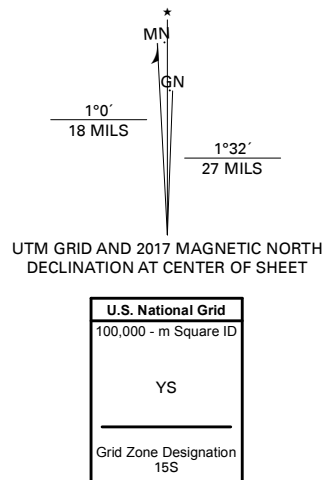 ★
MN
GN
1°0´
18 MILS
1°32´
27 MILS
UTM GRID AND 2017 MAGNETIC NORTH
DECLINATION AT CENTER OF SHEET
U.S. National Grid
100,000 - m Square ID
YS
Grid Zone Designation
15S